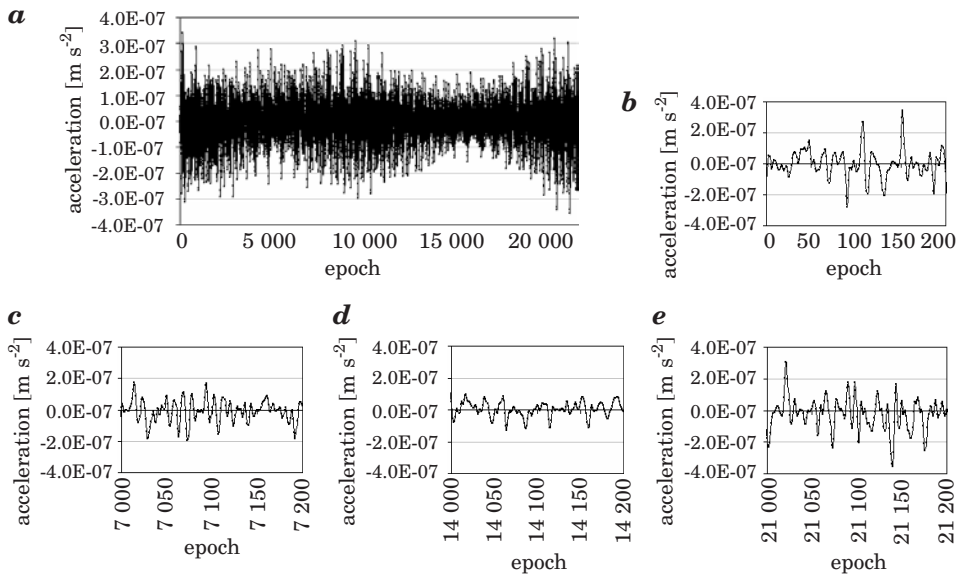 a
acceleration [m s-2]
4.0E-07
3.0E-07
2.0E-07
1.0E-07
0.0E-07
-1.0E-07
-2.0E-07
-3.0E-07
-4.0E-07
0 5 000 10 000 15 000 20 000
epoch
b
acceleration [m s-2]
4.0E-07
2.0E-07
0.0E-07
-2.0E-07
-4.0E-07
0 50 100 150 200
epoch
c
acceleration [m s-2]
4.0E-07
2.0E-07
0.0E-07
-2.0E-07
-4.0E-07
7 000 7 050 7 100 7 150 7 200
epoch
d
acceleration [m s-2]
4.0E-07
2.0E-07
0.0E-07
-2.0E-07
-4.0E-07
14 000 14 050 14 100 14 150 14 200
epoch
e
acceleration [m s-2]
4.0E-07
2.0E-07
0.0E-07
-2.0E-07
-4.0E-07
21 000 21 050 21 100 21 150 21 200
epoch